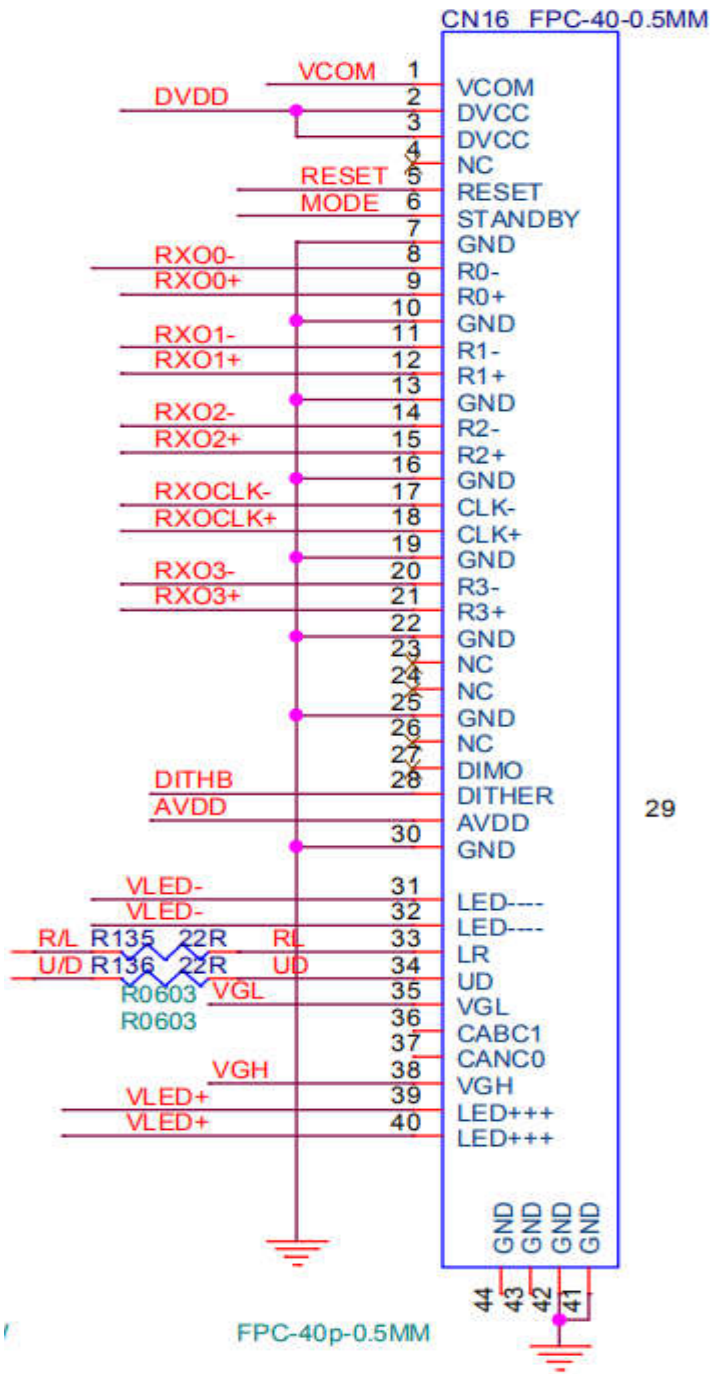 CN16 FPC-40-0.5MM
VCOM 1 VCOM
DVDD 2 DVCC
3 DVCC
4 NC
RESET 5 RESET
MODE 6 STANDBY
7 GND
RXO0- 8 R0-
RXO0+ 9 R0+
10 GND
RXO1- 11 R1-
RXO1+ 12 R1+
13 GND
RXO2- 14 R2-
RXO2+ 15 R2+
16 GND
RXOCLK- 17 CLK-
RXOCLK+ 18 CLK+
19 GND
RXO3- 20 R3-
RXO3+ 21 R3+
22 GND
23 NC
24 NC
25 GND
26 NC
27 DIMO
DITHB 28 DITHER
AVDD AVDD 29
30 GND
VLED- 31 LED----
VLED- 32 LED----
R/L R135 22R RL 33 LR
U/D R136 22R UD 34 UD
R0603 VGL 35 VGL
R0603 36 CABC1
37 CANC0
VGH 38 VGH
VLED+ 39 LED+++
VLED+ 40 LED+++
GND GND GND GND
44 43 42 41
FPC-40p-0.5MM